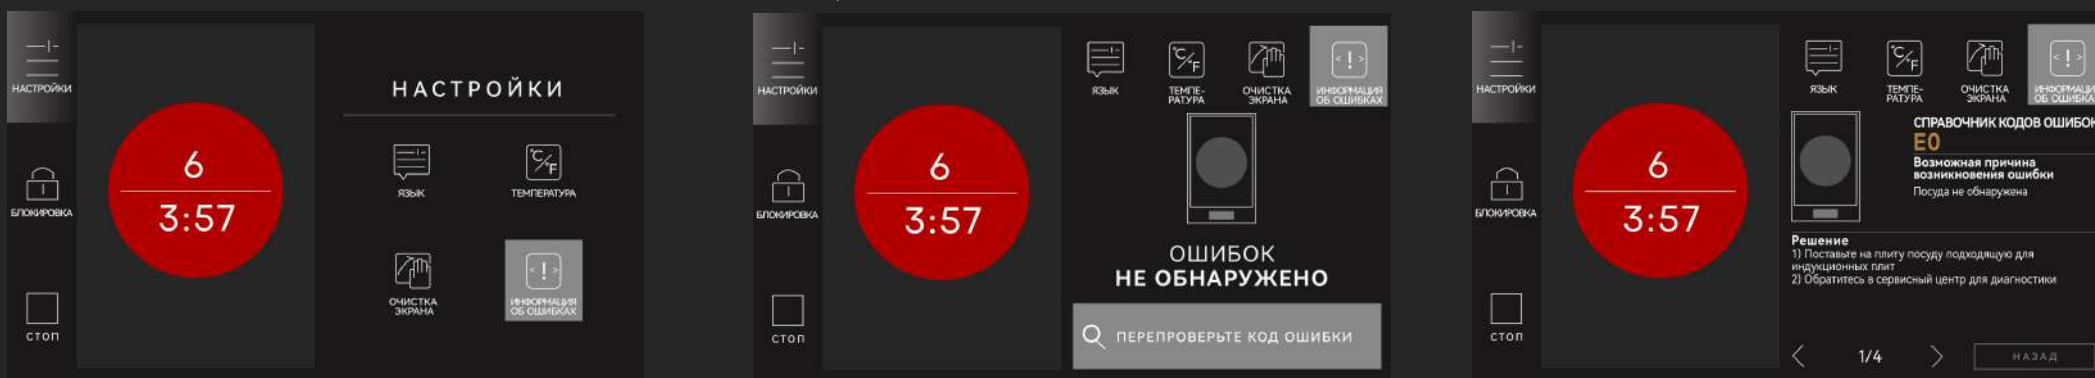 НАСТРОЙКИ
БЛОКИРОВКА
СТОП
6
3:57
НАСТРОЙКИ
ЯЗЫК
ТЕМПЕРАТУРА
ОЧИСТКА
ЭКРАНА
ИНФОРМАЦИЯ
ОБ ОШИБКАХ
НАСТРОЙКИ
БЛОКИРОВКА
СТОП
6
3:57
ЯЗЫК
ТЕМПЕ-
РАТУРА
ОЧИСТКА
ЭКРАНА
ИНФОРМАЦИЯ
ОБ ОШИБКАХ
ОШИБОК
НЕ ОБНАРУЖЕНО
ПЕРЕПРОВЕРЬТЕ КОД ОШИБКИ
НАСТРОЙКИ
БЛОКИРОВКА
СТОП
6
3:57
ЯЗЫК
ТЕМПЕ-
РАТУРА
ОЧИСТКА
ЭКРАНА
ИНФОРМАЦИЯ
ОБ ОШИБКАХ
СПРАВОЧНИК КОДОВ ОШИБОК
E0
Возможная причина
возникновения ошибки
Посуда не обнаружена
Решение
1) Поставьте на плиту посуду подходящую для
индукционных плит
2) Обратитесь в сервисный центр для диагностики
1/4
НАЗАД